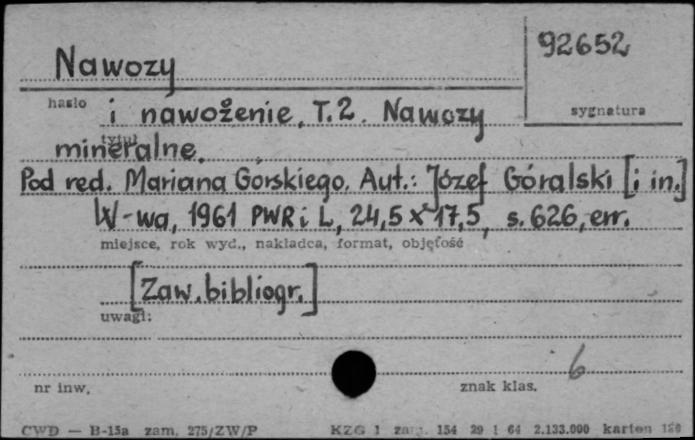 92652
Nawozy
hasło
i nawożenie. T.2. Nawozy
sygnatura
tytuł
mineralne.
Pod red. Mariana Gorskiego. Aut.: Józef Góralski [i in.]
W-wa, 1961 PWR i L, 24,5 x 17,5, s. 626, err.
miejsce, rok wyd., nakładca, format, objętość
[Zaw. bibliogr.]
uwagi:
6
nr inw.
znak klas.
CWD — B-15a zam. 275/ZW/P
KZG 1 zam. 154 29 1 64 2.133.000 karton